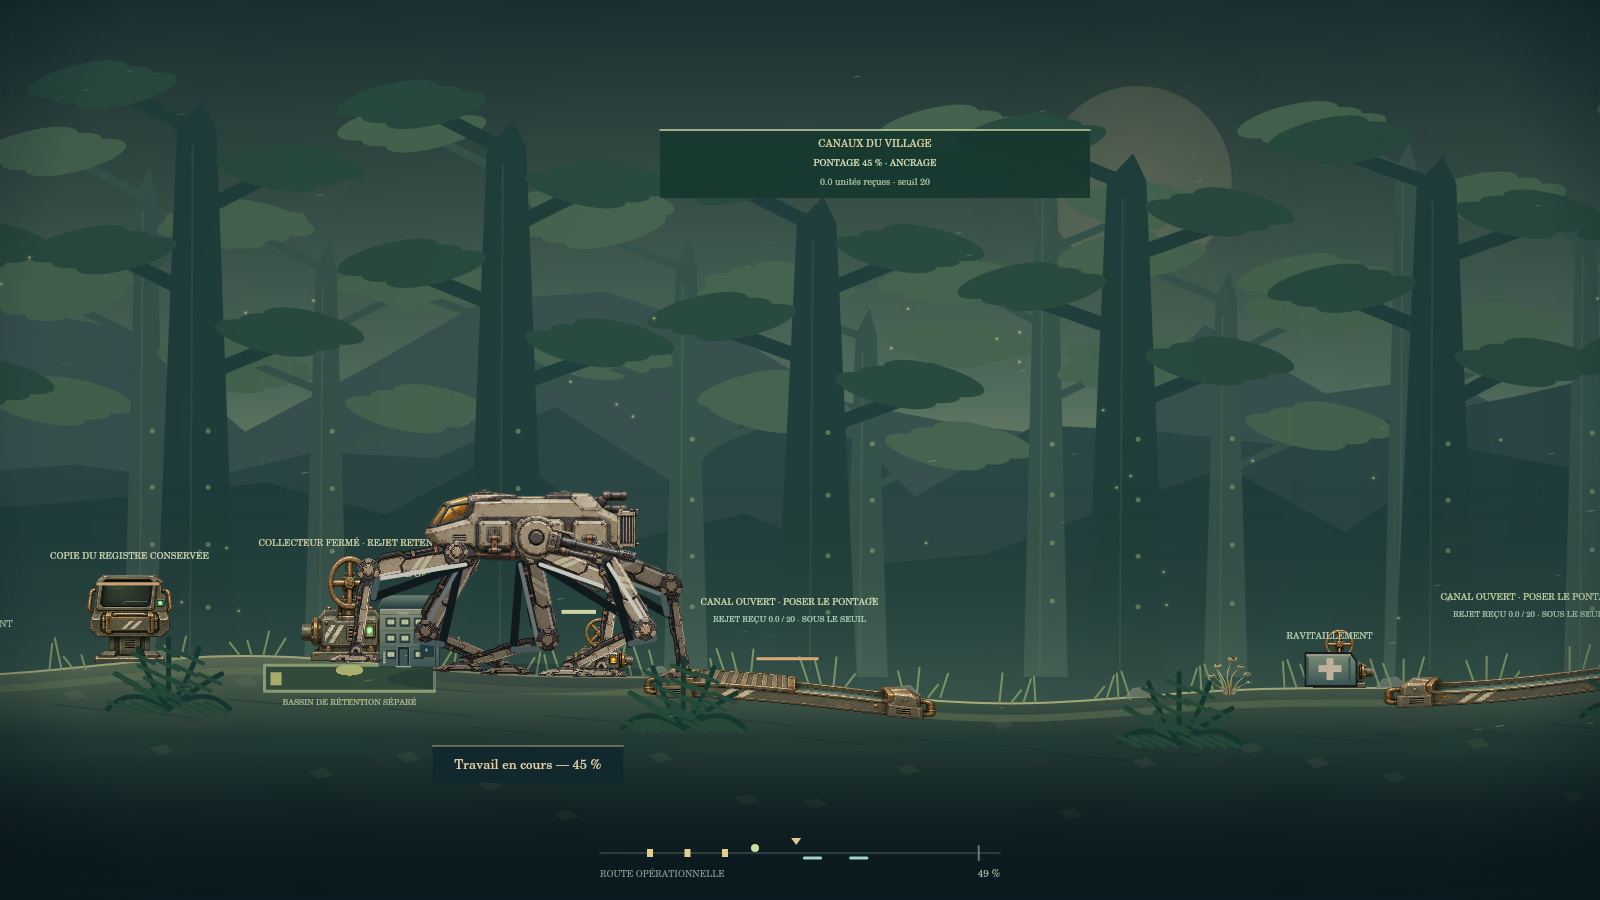 CANAUX DU VILLAGE
PONTAGE 45 % · ANCRAGE
0.0 unités reçues · seuil 20
COLLECTEUR FERMÉ · REJET RETEN
COPIE DU REGISTRE CONSERVÉE
CANAL OUVERT · POSER LE PONTAGE
REJET REÇU 0.0 / 20 · SOUS LE SEUIL
CANAL OUVERT · POSER LE PONTA
REJET REÇU 0.0 / 20 · SOUS LE SEU
NT
RAVITAILLEMENT
BASSIN DE RÉTENTION SÉPARÉ
Travail en cours — 45 %
ROUTE OPÉRATIONNELLE
49 %